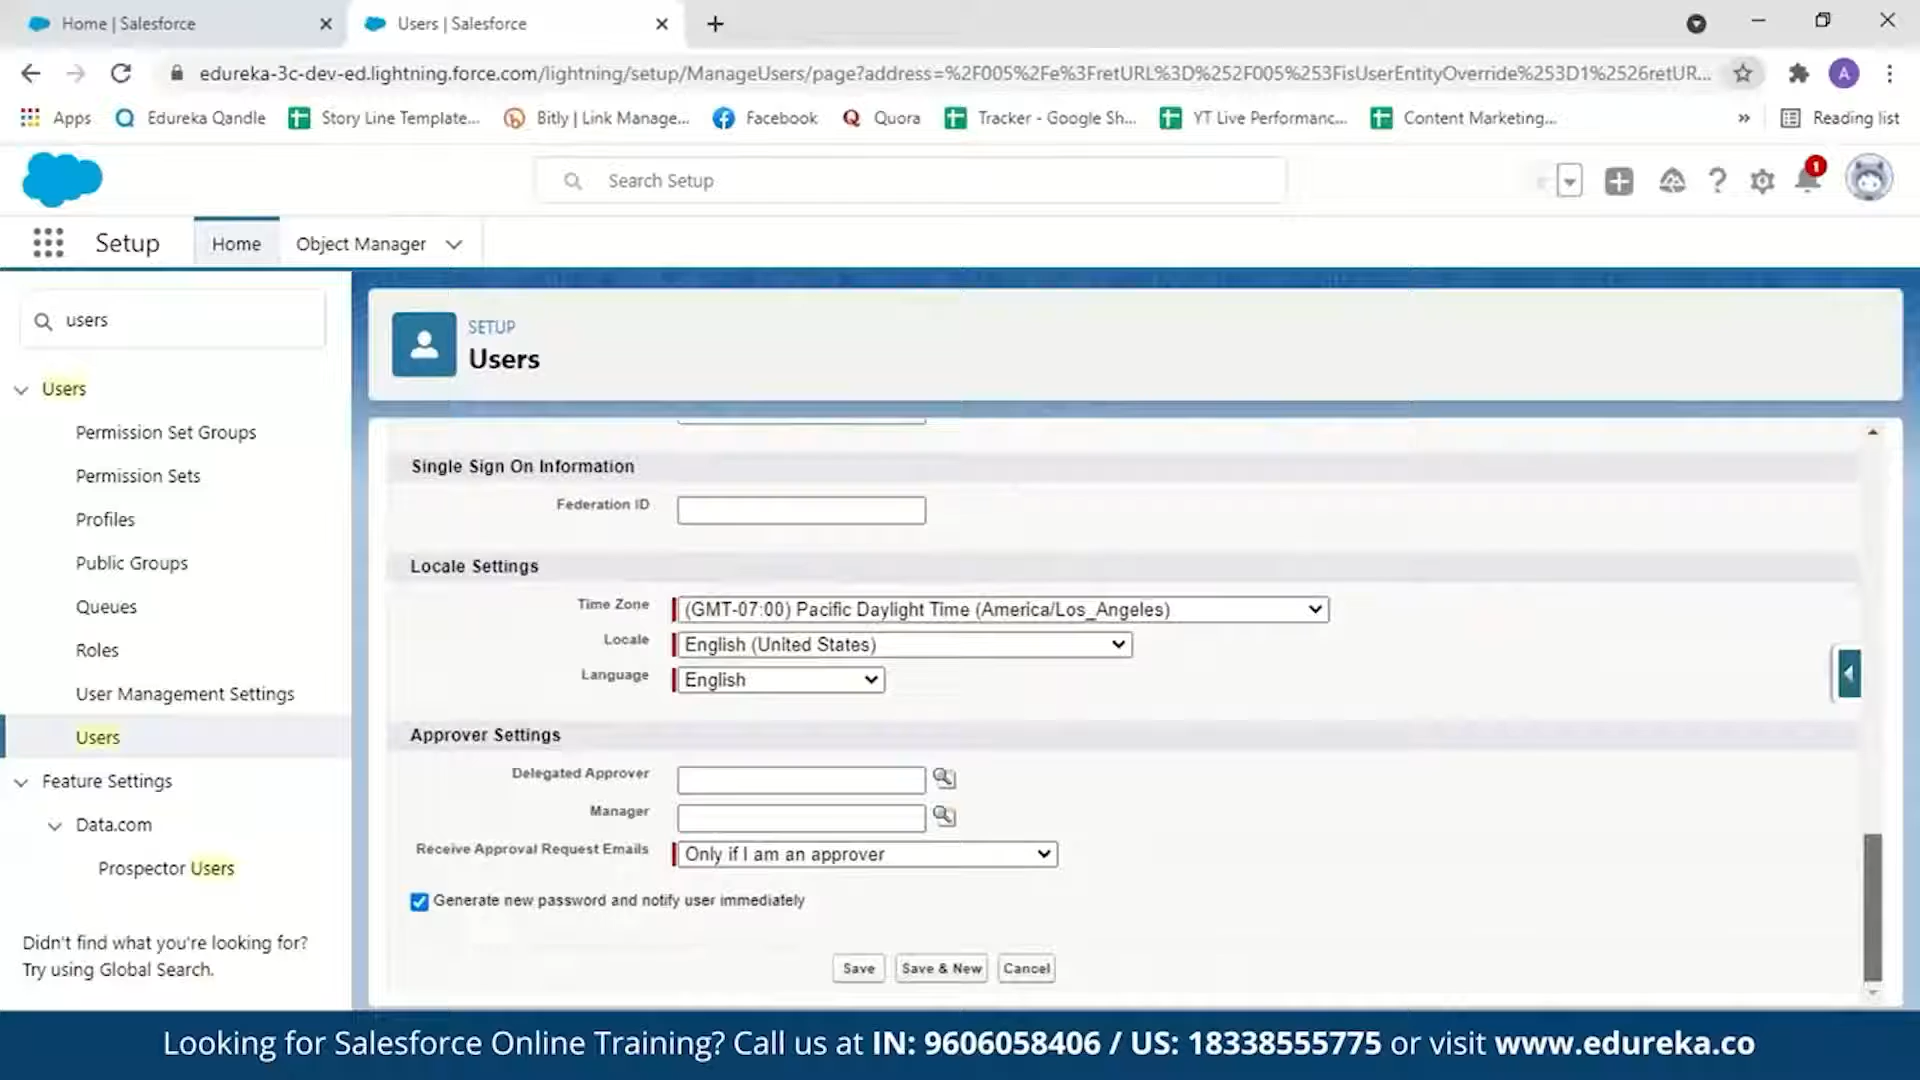 Home | Salesforce
Users | Salesforce
edureka-3c-dev-ed.lightning.force.com/lightning/setup/ManageUsers/page?address=%2F005%2Fe%3FretURL%3D%252F005%253FisUserEntityOverride%253D1%2526retUR...
A
Apps
Edureka Qandle
Story Line Template...
Bitly | Link Manage...
Facebook
Quora
Tracker - Google Sh...
YT Live Performanc...
Content Marketing...
»
Reading list
Search Setup
1
Setup
Home
Object Manager
users
Users
Permission Set Groups
Permission Sets
Profiles
Public Groups
Queues
Roles
User Management Settings
Users
Feature Settings
Data.com
Prospector Users
Didn't find what you're looking for?
Try using Global Search.
SETUP
Users
Single Sign On Information
Federation ID
Locale Settings
Time Zone (GMT-07:00) Pacific Daylight Time (America/Los_Angeles)
Locale English (United States)
Language English
Approver Settings
Delegated Approver
Manager
Receive Approval Request Emails Only if I am an approver
Generate new password and notify user immediately
Save Save & New Cancel
Looking for Salesforce Online Training? Call us at IN: 9606058406 / US: 18338555775 or visit www.edureka.co